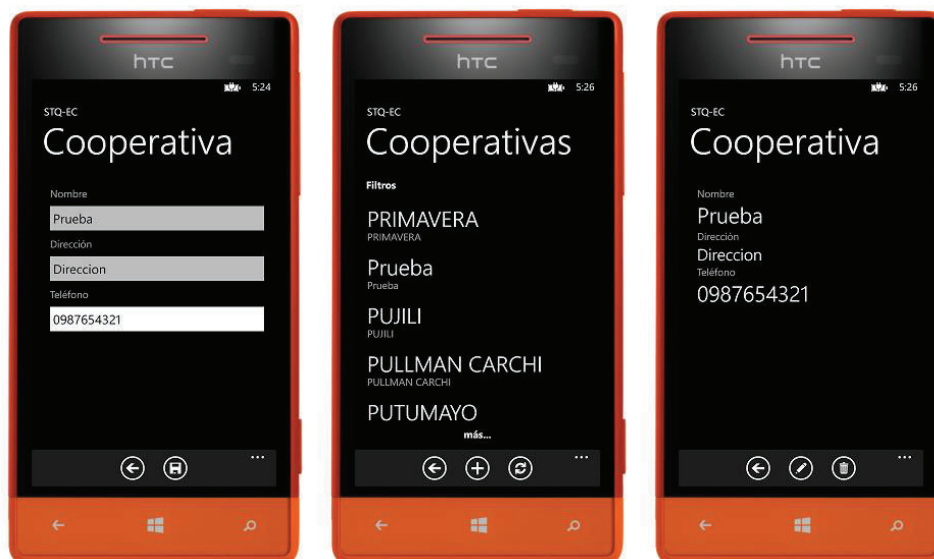 hTC
5:24
STQ-EC
Cooperativa
Nombre
Prueba
Dirección
Direccion
Teléfono
0987654321
hTC
5:26
STQ-EC
Cooperativas
Filtros
PRIMAVERA
PRIMAVERA
Prueba
Prueba
PUJILI
PUJILI
PULLMAN CARCHI
PULLMAN CARCHI
PUTUMAYO
más...
hTC
5:26
STQ-EC
Cooperativa
Nombre
Prueba
Dirección
Direccion
Teléfono
0987654321